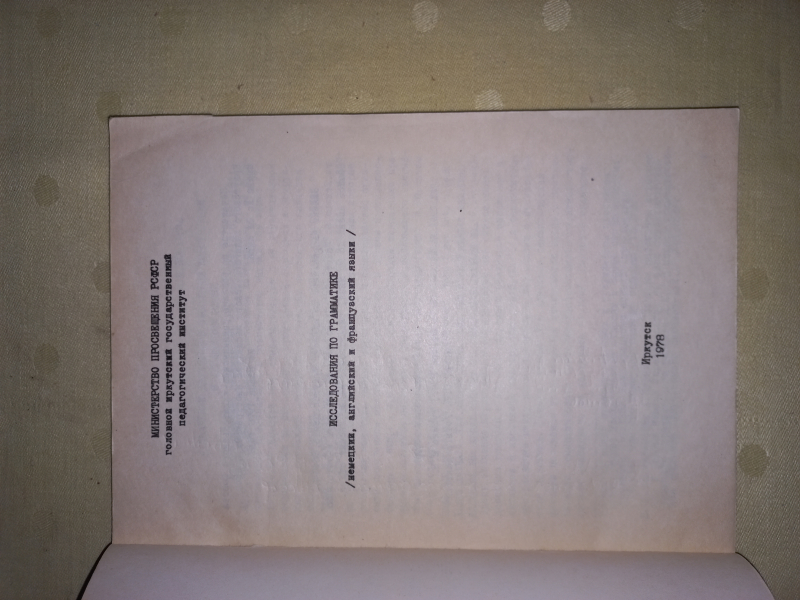 МИНИСТЕРСТВО ПРОСВЕЩЕНИЯ РСФСР
головной иркутский государственный
педагогический институт
ИССЛЕДОВАНИЯ ПО ГРАММАТИКЕ
/немецкий, английский и французский языки /
Иркутск
1978